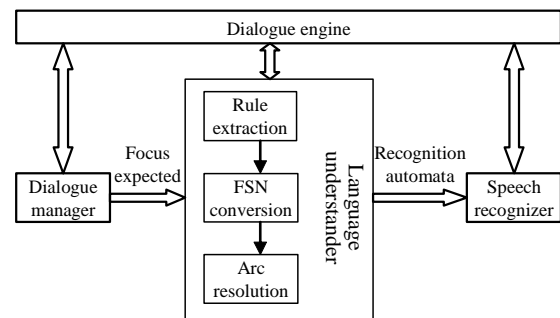 Dialogue engine
Rule
extraction
Focus
expected
Language
understander
Recognition
automata
Dialogue
manager
FSN
conversion
Speech
recognizer
Arc
resolution